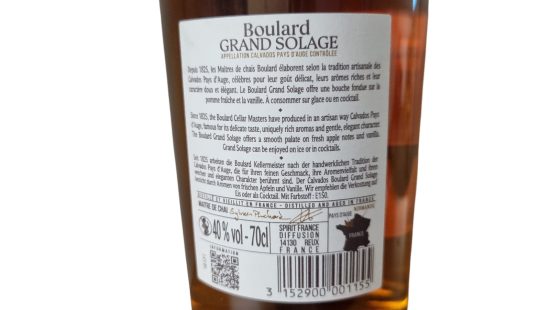 Boulard
GRAND SOLAGE
APPELLATION CALVADOS PAYS D'AUGE CONTRÔLÉE
Depuis 1825, les Maitres de chais Boulard élaborent selon la tradition artisanale des
Calvados Pays d'Auge, célèbres pour leur goût délicat, leurs arômes riches et leur
caractère doux et élégant. Le Boulard Grand Solage offre une bouche fondue sur la
pomme fraîche et la vanille. A consommer sur glace ou en cocktail.
Since 1825, the Boulard Cellar Masters have produced in an artisan way Calvados
Pays d'Auge, famous for its delicate taste, uniquely rich aromas and gentle, elegant character.
The Boulard Grand Solage offers a smooth palate on fresh apple notes and vanilla.
Grand Solage can be enjoyed on ice or in cocktail.
Seit 1825, arbeiten die Boulard Kellermeister nach der handwerklichen Tradition der
Calvados Pays d'Auge, die für ihren feinen Geschmack, Ihre Aromenvielfalt und ihren
weichen und eleganten Charakter berühmt sind. Der Calvados Boulard Grand Solage
besticht durch Aromen von frischen Äpfeln und Vanille. Wir empfehlen die Verkostung auf
Eis oder als Cocktail. Mit Farbstoff: E150.
DISTILLÉ ET VIEILLI EN FRANCE - DISTILLED AND AGED IN FRANCE
MAITRE DE CHAI
NORMANDIE
PAYS D'AUGE
40% vol - 70cl
SPIRIT FRANCE
DIFFUSION
14130 REUX
FRANCE
FRANCE
INFORMATION
3 152900 001155